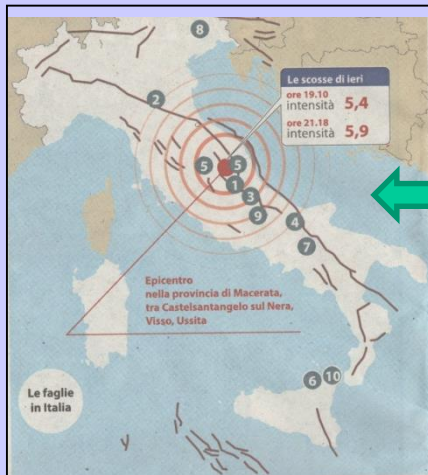 8
Le scosse di ieri
ore 19.10
intensità 5,4
ore 21.18
intensità 5,9
2
5
5
1
3
9
4
7
Epicentro
nella provincia di Macerata,
tra Castelsantangelo sul Nera,
Visso, Ussita
6
10
Le faglie
in Italia